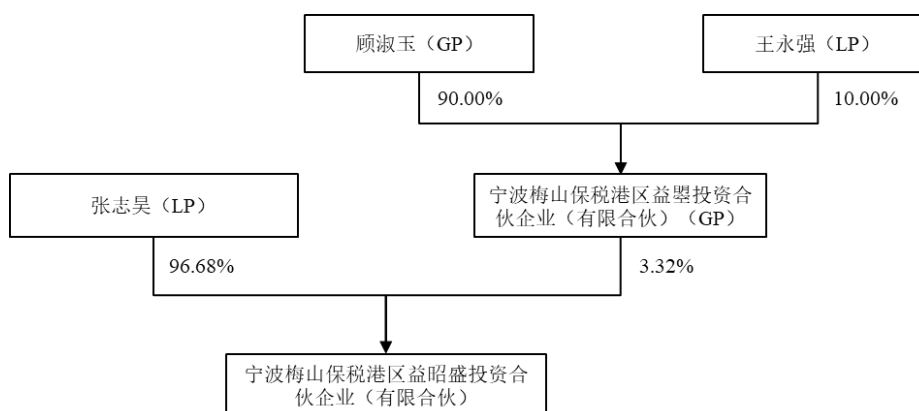 顾淑玉（GP）
王永强（LP）
90.00%
10.00%
张志昊（LP）
宁波梅山保税港区益曌投资合
伙企业（有限合伙）（GP）
96.68%
3.32%
宁波梅山保税港区益昭盛投资合
伙企业（有限合伙）